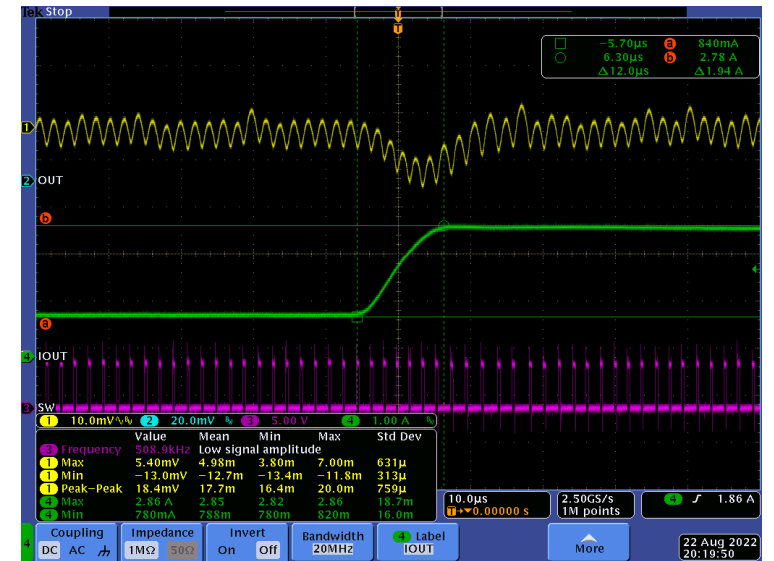 Tek Stop
T
T
−5.70µs a 840mA
6.30µs b 2.78 A
Δ12.0µs Δ1.94 A
1
2 OUT
b
a
4 IOUT
3 SW
1 10.0mV 2 20.0mV 3 5.00 V 4 1.00 A
Value Mean Min Max Std Dev
3 Frequency 508.9kHz Low signal amplitude
1 Max 5.40mV 4.98m 3.80m 7.00m 631µ
1 Min −13.0mV −12.7m −13.4m −11.8m 313µ
1 Peak–Peak 18.4mV 17.7m 16.4m 20.0m 759µ
4 Max 2.86 A 2.85 2.82 2.86 18.7m
4 Min 780mA 788m 780m 820m 16.0m
10.0µs
T→▼0.00000 s
2.50GS/s
1M points
4 1.86 A
4
Coupling
DC AC
Impedance
1MΩ 50Ω
Invert
On Off
Bandwidth
20MHz
4 Label
IOUT
More
22 Aug 2022
20:19:50